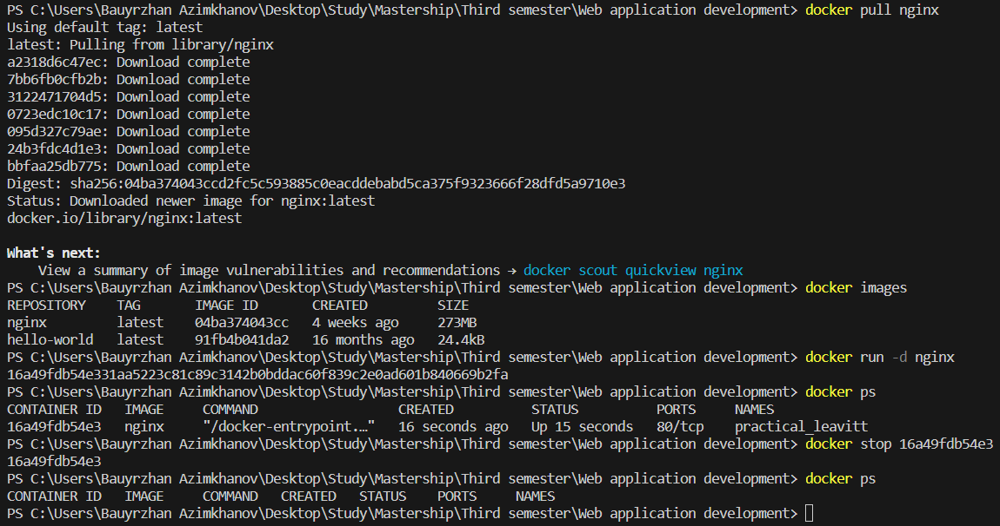 PS C:\Users\Bauyrzhan Azimkhanov\Desktop\Study\Mastership\Third semester\Web application development> docker pull nginx
Using default tag: latest
latest: Pulling from library/nginx
a2318d6c47ec: Download complete
7bb6fb0cfb2b: Download complete
3122471704d5: Download complete
0723edc10c17: Download complete
095d327c79ae: Download complete
24b3fdc4d1e3: Download complete
bbfaa25db775: Download complete
Digest: sha256:04ba374043ccd2fc5c593885c0eacddebabd5ca375f9323666f28dfd5a9710e3
Status: Downloaded newer image for nginx:latest
docker.io/library/nginx:latest
What's next:
    View a summary of image vulnerabilities and recommendations → docker scout quickview nginx
PS C:\Users\Bauyrzhan Azimkhanov\Desktop\Study\Mastership\Third semester\Web application development> docker images
REPOSITORY    TAG       IMAGE ID       CREATED         SIZE
nginx         latest    04ba374043cc   4 weeks ago     273MB
hello-world   latest    91fb4b041da2   16 months ago   24.4kB
PS C:\Users\Bauyrzhan Azimkhanov\Desktop\Study\Mastership\Third semester\Web application development> docker run -d nginx
16a49fdb54e331aa5223c81c89c3142b0bddac60f839c2e0ad601b840669b2fa
PS C:\Users\Bauyrzhan Azimkhanov\Desktop\Study\Mastership\Third semester\Web application development> docker ps
CONTAINER ID   IMAGE     COMMAND                  CREATED          STATUS          PORTS     NAMES
16a49fdb54e3   nginx     "/docker-entrypoint.…"   16 seconds ago   Up 15 seconds   80/tcp    practical_leavitt
PS C:\Users\Bauyrzhan Azimkhanov\Desktop\Study\Mastership\Third semester\Web application development> docker stop 16a49fdb54e3
16a49fdb54e3
PS C:\Users\Bauyrzhan Azimkhanov\Desktop\Study\Mastership\Third semester\Web application development> docker ps
CONTAINER ID   IMAGE     COMMAND   CREATED   STATUS    PORTS     NAMES
PS C:\Users\Bauyrzhan Azimkhanov\Desktop\Study\Mastership\Third semester\Web application development>